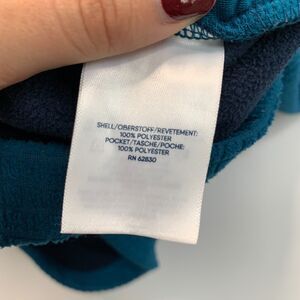 SHELL/OBERSTOFF/REVETEMENT:
100% POLYESTER
POCKET/TASCHE/POCHE:
100% POLYESTER
RN 62830